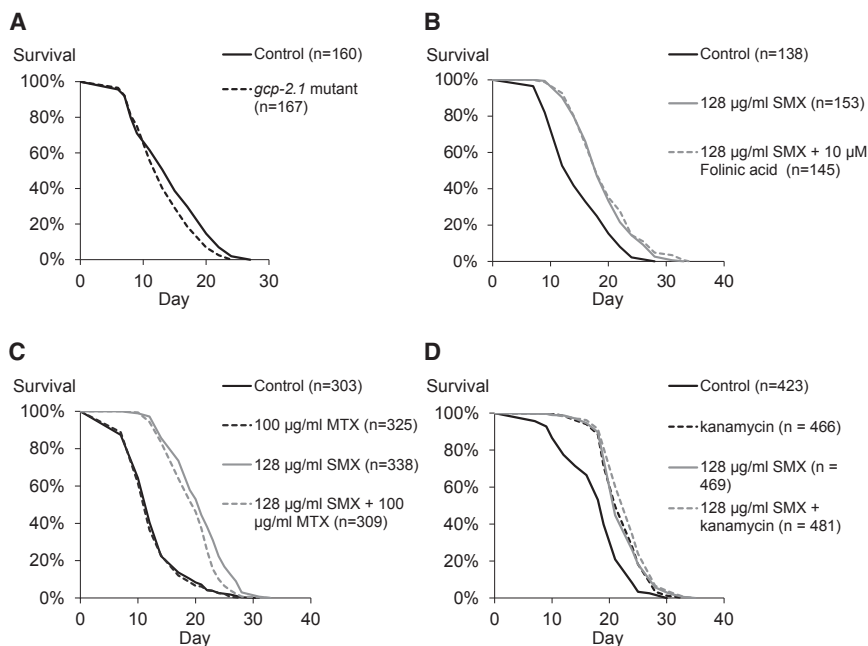 A
Survival
Control (n=160)
gcp-2.1 mutant
(n=167)
100%
80%
60%
40%
20%
0%
0 10 20 30
Day
B
Survival
Control (n=138)
128 µg/ml SMX (n=153)
128 µg/ml SMX + 10 µM
Folinic acid (n=145)
100%
80%
60%
40%
20%
0%
0 10 20 30 40
Day
C
Survival
Control (n=303)
100 µg/ml MTX (n=325)
128 µg/ml SMX (n=338)
128 µg/ml SMX + 100
µg/ml MTX (n=309)
100%
80%
60%
40%
20%
0%
0 10 20 30 40
Day
D
Survival
Control (n=423)
kanamycin (n = 466)
128 µg/ml SMX (n =
469)
128 µg/ml SMX +
kanamycin (n = 481)
100%
80%
60%
40%
20%
0%
0 10 20 30 40
Day